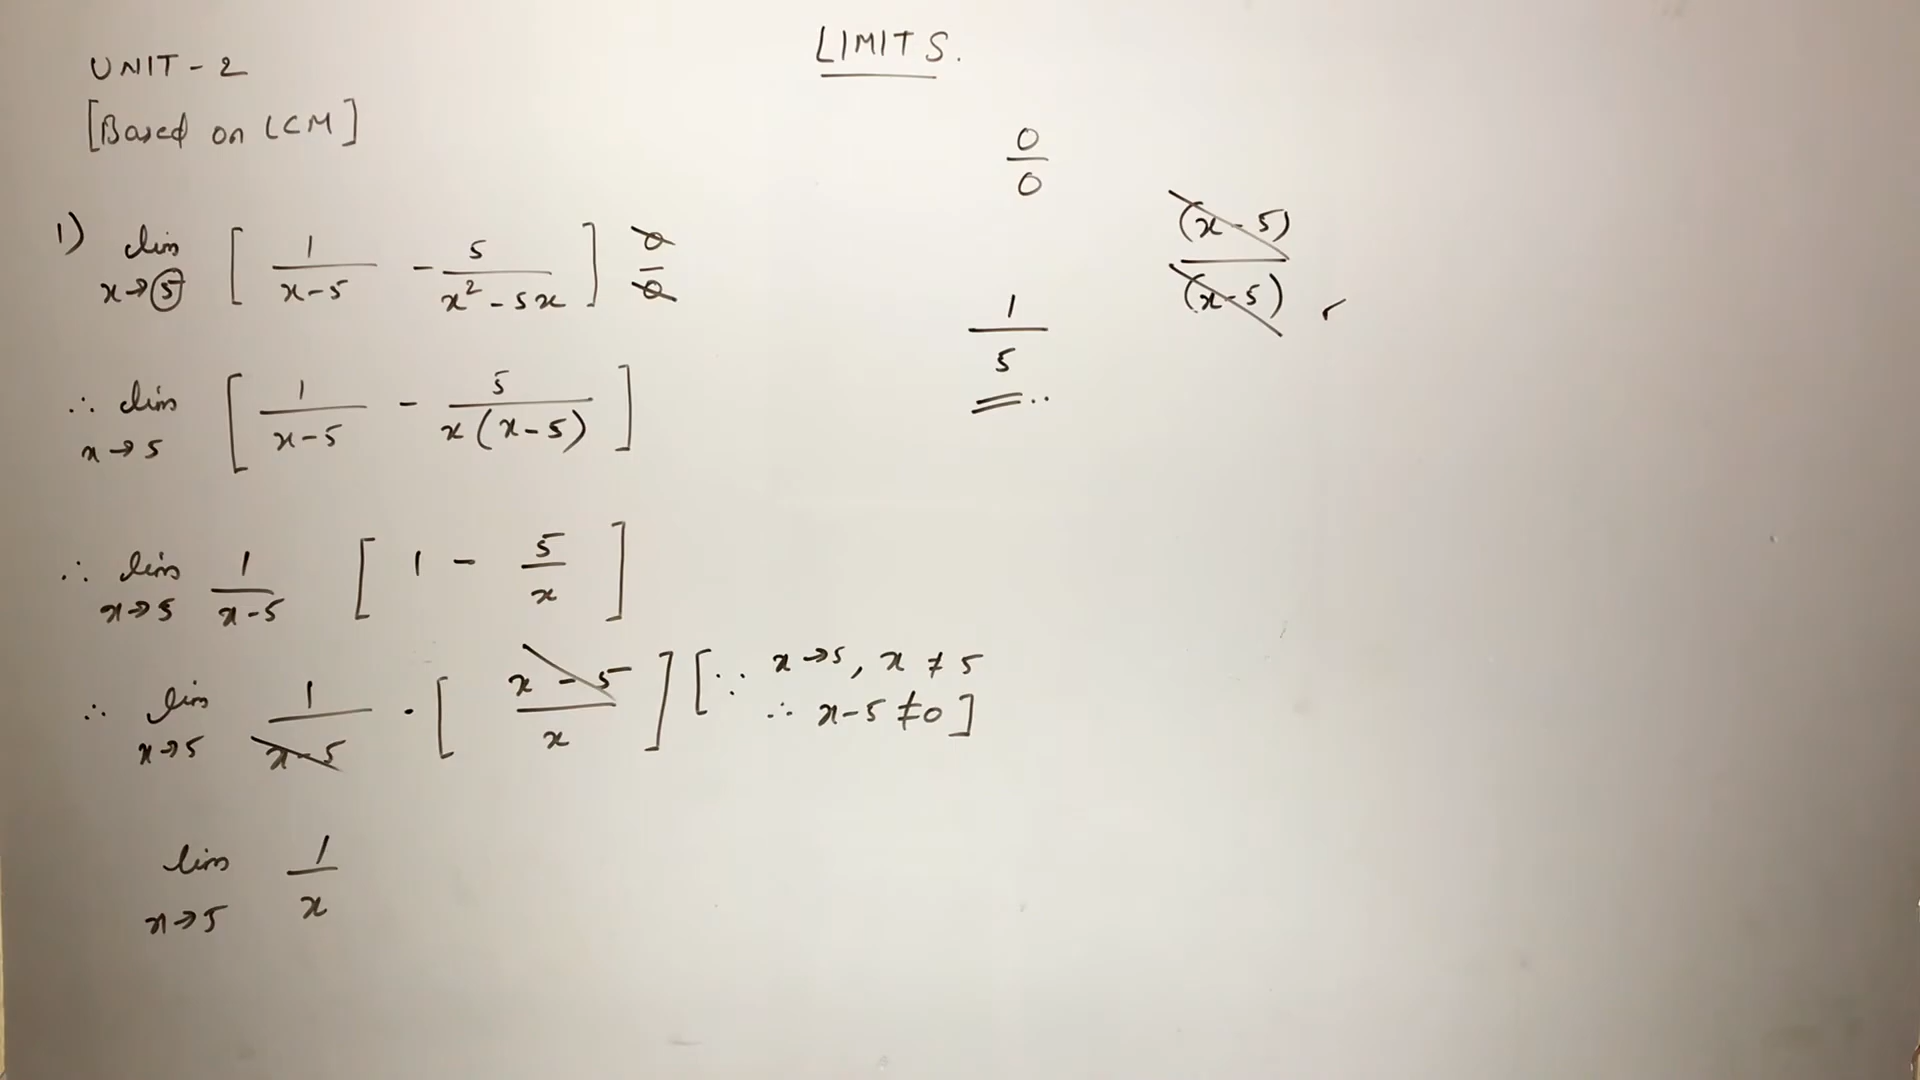 LIMITS.
UNIT - 2
[Based on LCM]
1) lim x→5 [ 1/(x-5) - 5/(x² - 5x) ] 0/0
∴ lim x→5 [ 1/(x-5) - 5/(x(x-5)) ]
∴ lim x→5 1/(x-5) [ 1 - 5/x ]
∴ lim x→5 1/(x-5) · [ (x-5)/x ] [∵ x→5, x ≠ 5
∴ x-5 ≠ 0]
lim x→5 1/x
0/0
1/5
(x-5)/(x-5)